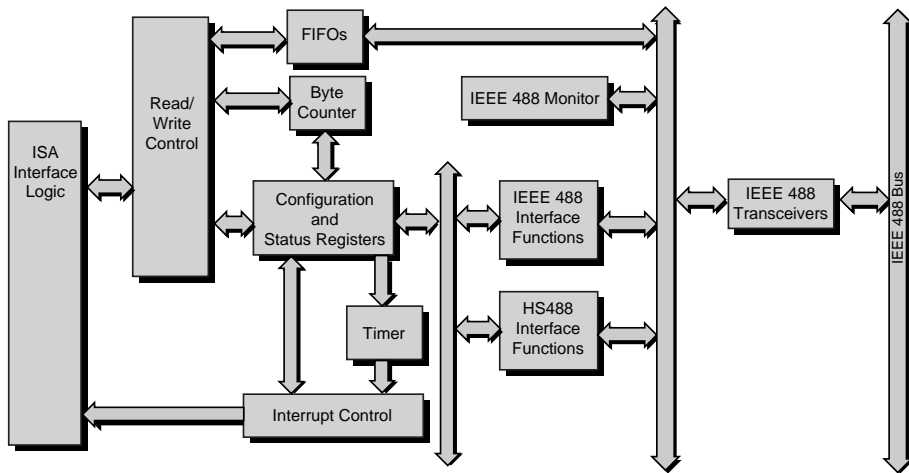 FIFOs
Byte
Counter
IEEE 488 Monitor
Read/
Write
Control
ISA
Interface
Logic
Configuration
and
Status Registers
IEEE 488
Interface
Functions
IEEE 488
Transceivers
IEEE 488 Bus
HS488
Interface
Functions
Timer
Interrupt Control